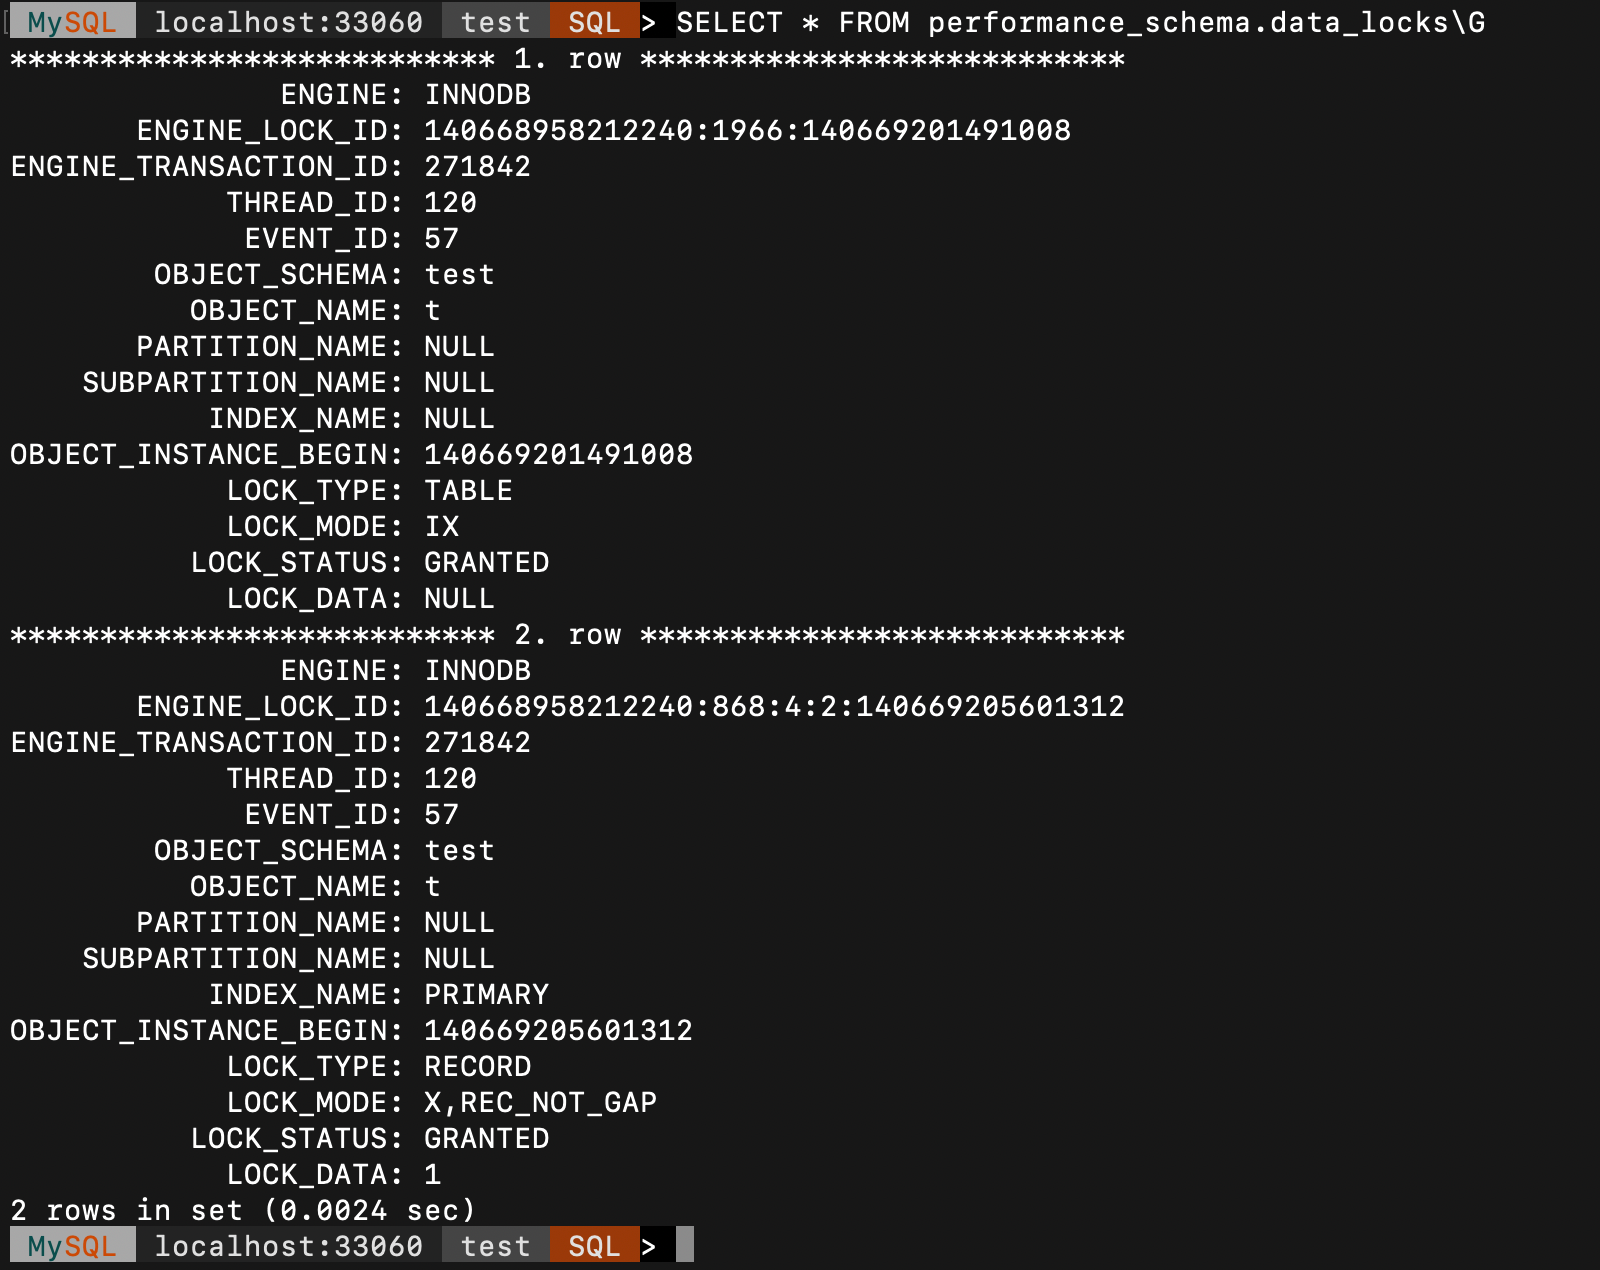 MySQL localhost:33060 test SQL > SELECT * FROM performance_schema.data_locks\G
*************************** 1. row ***************************
ENGINE: INNODB
ENGINE_LOCK_ID: 140668958212240:1966:140669201491008
ENGINE_TRANSACTION_ID: 271842
THREAD_ID: 120
EVENT_ID: 57
OBJECT_SCHEMA: test
OBJECT_NAME: t
PARTITION_NAME: NULL
SUBPARTITION_NAME: NULL
INDEX_NAME: NULL
OBJECT_INSTANCE_BEGIN: 140669201491008
LOCK_TYPE: TABLE
LOCK_MODE: IX
LOCK_STATUS: GRANTED
LOCK_DATA: NULL
*************************** 2. row ***************************
ENGINE: INNODB
ENGINE_LOCK_ID: 140668958212240:868:4:2:140669205601312
ENGINE_TRANSACTION_ID: 271842
THREAD_ID: 120
EVENT_ID: 57
OBJECT_SCHEMA: test
OBJECT_NAME: t
PARTITION_NAME: NULL
SUBPARTITION_NAME: NULL
INDEX_NAME: PRIMARY
OBJECT_INSTANCE_BEGIN: 140669205601312
LOCK_TYPE: RECORD
LOCK_MODE: X,REC_NOT_GAP
LOCK_STATUS: GRANTED
LOCK_DATA: 1
2 rows in set (0.0024 sec)
MySQL localhost:33060 test SQL >